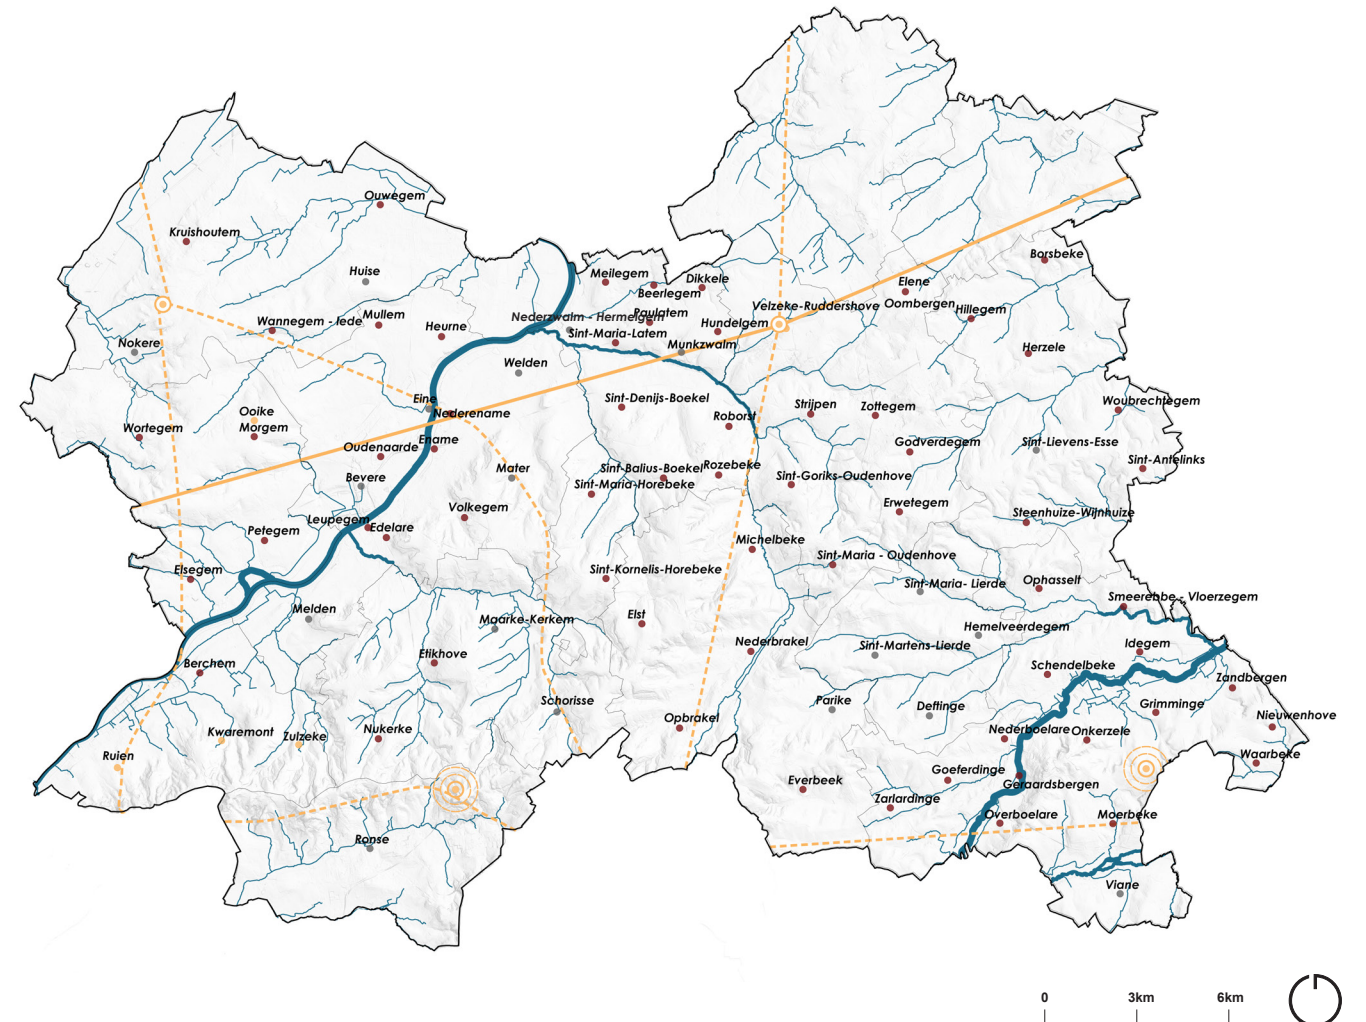 Ouwegem
Kruishoutem
Borsbeke
Huise
Meilegem
Dikkele
Beerlegem
Elene
Oombergen
Velzeke-Ruddershove
Hillegem
Wannegem - lede
Mullem
Heurne
Nederzwalm - Hermelgem
Paulatem
Hundelgem
Sint-Maria-Latem
Munkzwalm
Nokere
Herzele
Welden
Eine
Nederename
Sint-Denijs-Boekel
Roborst
Strijpen
Zottegem
Woubrechtegem
Ooike
Wortegem
Morgem
Oudenaarde
Ename
Godverdegem
Sint-Lievens-Esse
Sint-Antelinks
Bevere
Mater
Sint-Balius-Boekel
Rozebeke
Sint-Maria-Horebeke
Sint-Goriks-Oudenhove
Volkegem
Erwetegem
Steenhuize-Wijnhuize
Petegem
Leupegem
Edelare
Michelbeke
Sint-Maria - Oudenhove
Elsegem
Sint-Kornelis-Horebeke
Sint-Maria- Lierde
Ophasselt
Smeerebbe - Vloerzegem
Melden
Maarke-Kerkem
Elst
Hemelveerdegem
Nederbrakel
Sint-Martens-Lierde
Idegem
Etikhove
Berchem
Schendelbeke
Zandbergen
Schorisse
Parike
Deftinge
Grimminge
Nieuwenhove
Kwaremont
Zulzeke
Nukerke
Opbrakel
Nederboelare
Onkerzele
Ruien
Waarbeke
Everbeek
Goeferdinge
Geraardsbergen
Zarlardinge
Overboelare
Moerbeke
Ronse
Viane
0 3km 6km